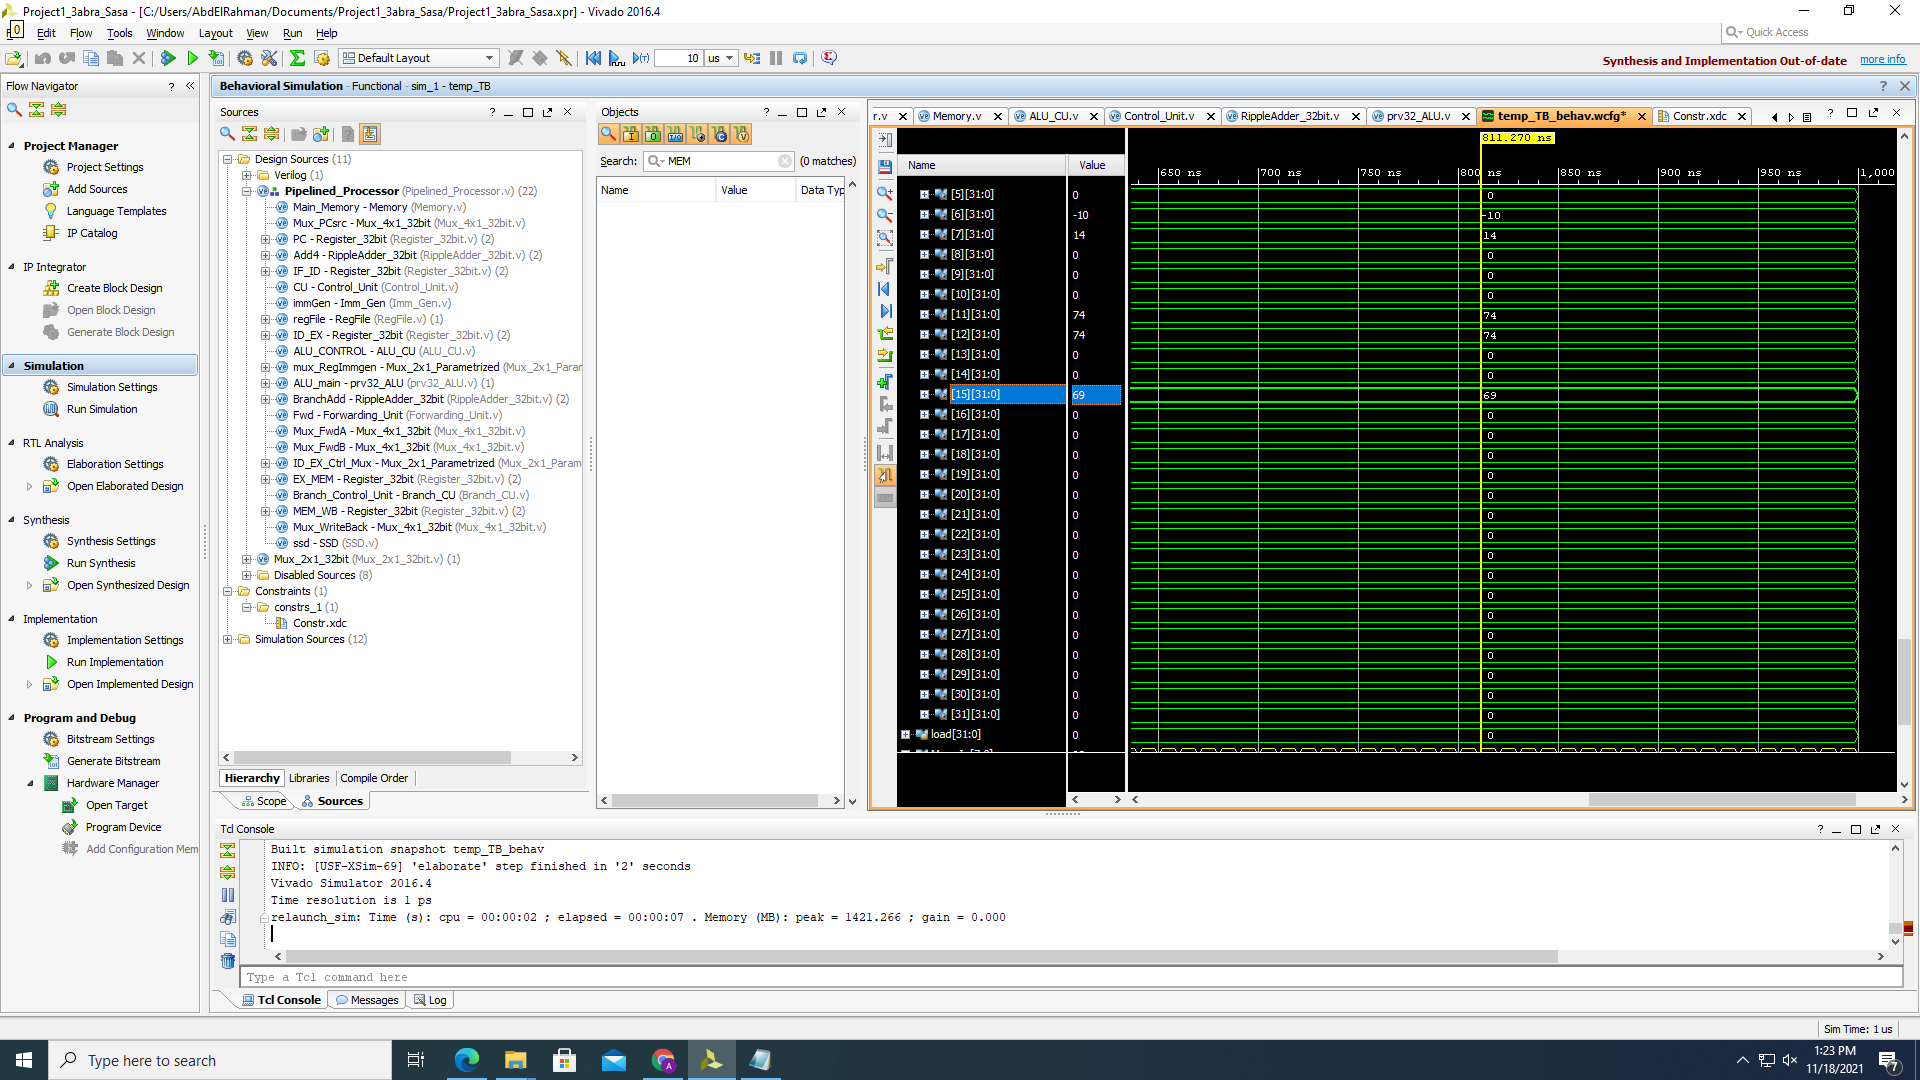 Project1_3abra_Sasa - [C:/Users/AbdElRahman/Documents/Project1_3abra_Sasa/Project1_3abra_Sasa.xpr] - Vivado 2016.4
0 Edit Flow Tools Window Layout View Run Help
Quick Access
Default Layout
10 us
Synthesis and Implementation Out-of-date more info
Flow Navigator
Project Manager
Project Settings
Add Sources
Language Templates
IP Catalog
IP Integrator
Create Block Design
Open Block Design
Generate Block Design
Simulation
Simulation Settings
Run Simulation
RTL Analysis
Elaboration Settings
Open Elaborated Design
Synthesis
Synthesis Settings
Run Synthesis
Open Synthesized Design
Implementation
Implementation Settings
Run Implementation
Open Implemented Design
Program and Debug
Bitstream Settings
Generate Bitstream
Hardware Manager
Open Target
Program Device
Add Configuration Mem
Behavioral Simulation - Functional - sim_1 - temp_TB
Sources
Design Sources (11)
Verilog (1)
Pipelined_Processor (Pipelined_Processor.v) (22)
Main_Memory - Memory (Memory.v)
Mux_PCsrc - Mux_4x1_32bit (Mux_4x1_32bit.v)
PC - Register_32bit (Register_32bit.v) (2)
Add4 - RippleAdder_32bit (RippleAdder_32bit.v) (2)
IF_ID - Register_32bit (Register_32bit.v) (2)
CU - Control_Unit (Control_Unit.v)
immGen - Imm_Gen (Imm_Gen.v)
regFile - RegFile (RegFile.v) (1)
ID_EX - Register_32bit (Register_32bit.v) (2)
ALU_CONTROL - ALU_CU (ALU_CU.v)
mux_RegImmgen - Mux_2x1_Parametrized (Mux_2x1_Parar
ALU_main - prv32_ALU (prv32_ALU.v) (1)
BranchAdd - RippleAdder_32bit (RippleAdder_32bit.v) (2)
Fwd - Forwarding_Unit (Forwarding_Unit.v)
Mux_FwdA - Mux_4x1_32bit (Mux_4x1_32bit.v)
Mux_FwdB - Mux_4x1_32bit (Mux_4x1_32bit.v)
ID_EX_Ctrl_Mux - Mux_2x1_Parametrized (Mux_2x1_Param
EX_MEM - Register_32bit (Register_32bit.v) (2)
Branch_Control_Unit - Branch_CU (Branch_CU.v)
MEM_WB - Register_32bit (Register_32bit.v) (2)
Mux_WriteBack - Mux_4x1_32bit (Mux_4x1_32bit.v)
ssd - SSD (SSD.v)
Mux_2x1_32bit (Mux_2x1_32bit.v) (1)
Disabled Sources (8)
Constraints (1)
constrs_1 (1)
Constr.xdc
Simulation Sources (12)
Hierarchy Libraries Compile Order
Scope Sources
Objects
Search: MEM (0 matches)
Name Value Data Typ
r.v Memory.v ALU_CU.v Control_Unit.v RippleAdder_32bit.v prv32_ALU.v temp_TB_behav.wcfg* Constr.xdc
811.270 ns
Name Value
650 ns 700 ns 750 ns 800 ns 850 ns 900 ns 950 ns 1,000
[5][31:0] 0 0
[6][31:0] -10 -10
[7][31:0] 14 14
[8][31:0] 0 0
[9][31:0] 0 0
[10][31:0] 0 0
[11][31:0] 74 74
[12][31:0] 74 74
[13][31:0] 0 0
[14][31:0] 0 0
[15][31:0] 69 69
[16][31:0] 0 0
[17][31:0] 0 0
[18][31:0] 0 0
[19][31:0] 0 0
[20][31:0] 0 0
[21][31:0] 0 0
[22][31:0] 0 0
[23][31:0] 0 0
[24][31:0] 0 0
[25][31:0] 0 0
[26][31:0] 0 0
[27][31:0] 0 0
[28][31:0] 0 0
[29][31:0] 0 0
[30][31:0] 0 0
[31][31:0] 0 0
load[31:0] 0 0
Tcl Console
Built simulation snapshot temp_TB_behav
INFO: [USF-XSim-69] 'elaborate' step finished in '2' seconds
Vivado Simulator 2016.4
Time resolution is 1 ps
relaunch_sim: Time (s): cpu = 00:00:02 ; elapsed = 00:00:07 . Memory (MB): peak = 1421.266 ; gain = 0.000
Type a Tcl command here
Tcl Console Messages Log
Sim Time: 1 us
Type here to search
A
1:23 PM
11/18/2021
7